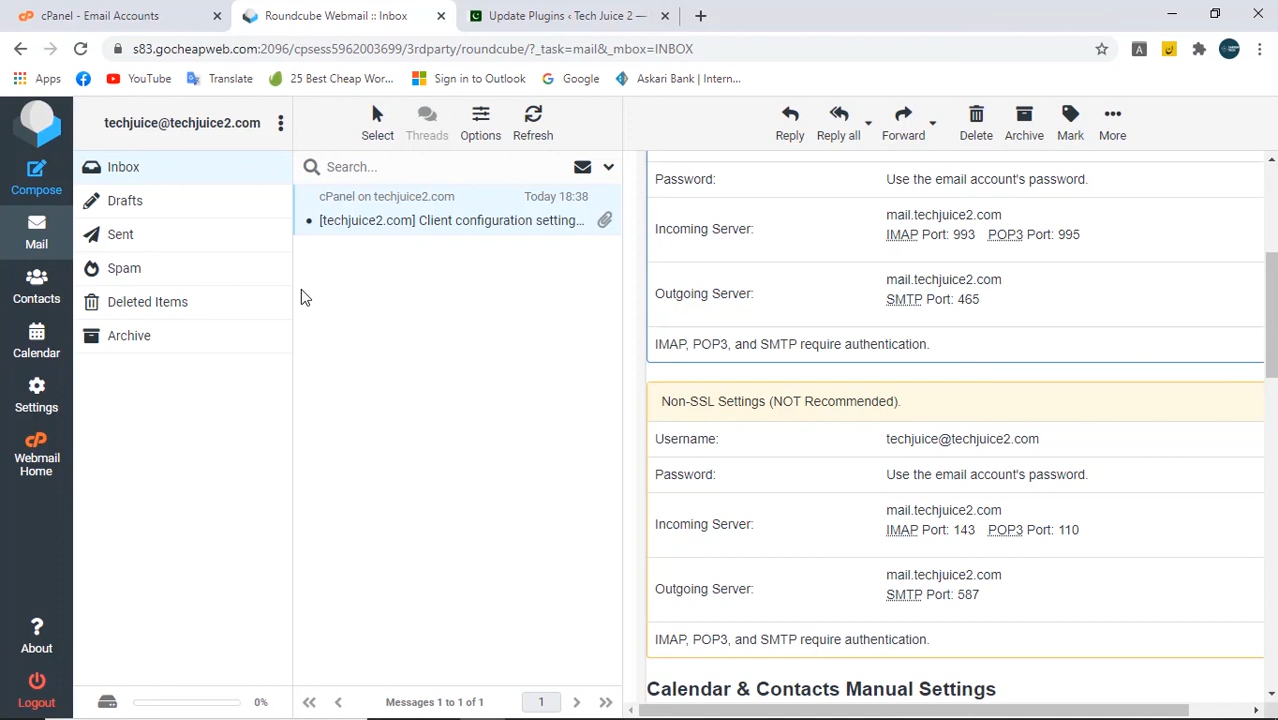 cPanel - Email Accounts
Roundcube Webmail :: Inbox
Update Plugins ‹ Tech Juice 2 —
s83.gocheapweb.com:2096/cpsess5962003699/3rdparty/roundcube/?_task=mail&_mbox=INBOX
Apps
YouTube
Translate
25 Best Cheap Wor...
Sign in to Outlook
Google
Askari Bank | Intern...
techjuice@techjuice2.com
Select
Threads
Options
Refresh
Reply
Reply all
Forward
Delete
Archive
Mark
More
Compose
Mail
Contacts
Calendar
Settings
Webmail
Home
About
Logout
Inbox
Drafts
Sent
Spam
Deleted Items
Archive
0%
Search...
cPanel on techjuice2.com Today 18:38
[techjuice2.com] Client configuration setting...
Messages 1 to 1 of 1
1
Password: Use the email account's password.
Incoming Server: mail.techjuice2.com
IMAP Port: 993 POP3 Port: 995
Outgoing Server: mail.techjuice2.com
SMTP Port: 465
IMAP, POP3, and SMTP require authentication.
Non-SSL Settings (NOT Recommended).
Username: techjuice@techjuice2.com
Password: Use the email account's password.
Incoming Server: mail.techjuice2.com
IMAP Port: 143 POP3 Port: 110
Outgoing Server: mail.techjuice2.com
SMTP Port: 587
IMAP, POP3, and SMTP require authentication.
Calendar & Contacts Manual Settings